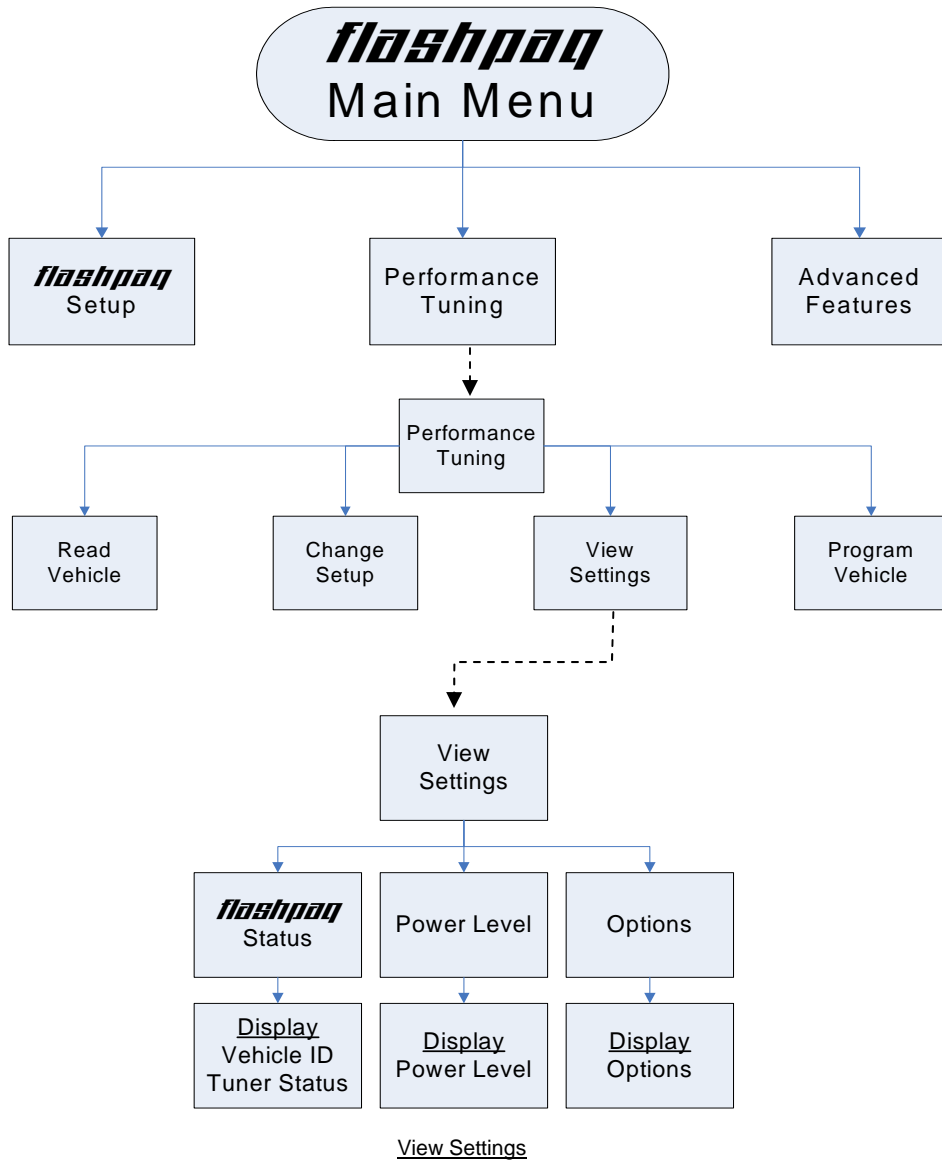 flashpaq
Main Menu
flashpaq
Setup
Performance
Tuning
Advanced
Features
Performance
Tuning
Read
Vehicle
Change
Setup
View
Settings
Program
Vehicle
View
Settings
flashpaq
Status
Power Level
Options
Display
Vehicle ID
Tuner Status
Display
Power Level
Display
Options
View Settings